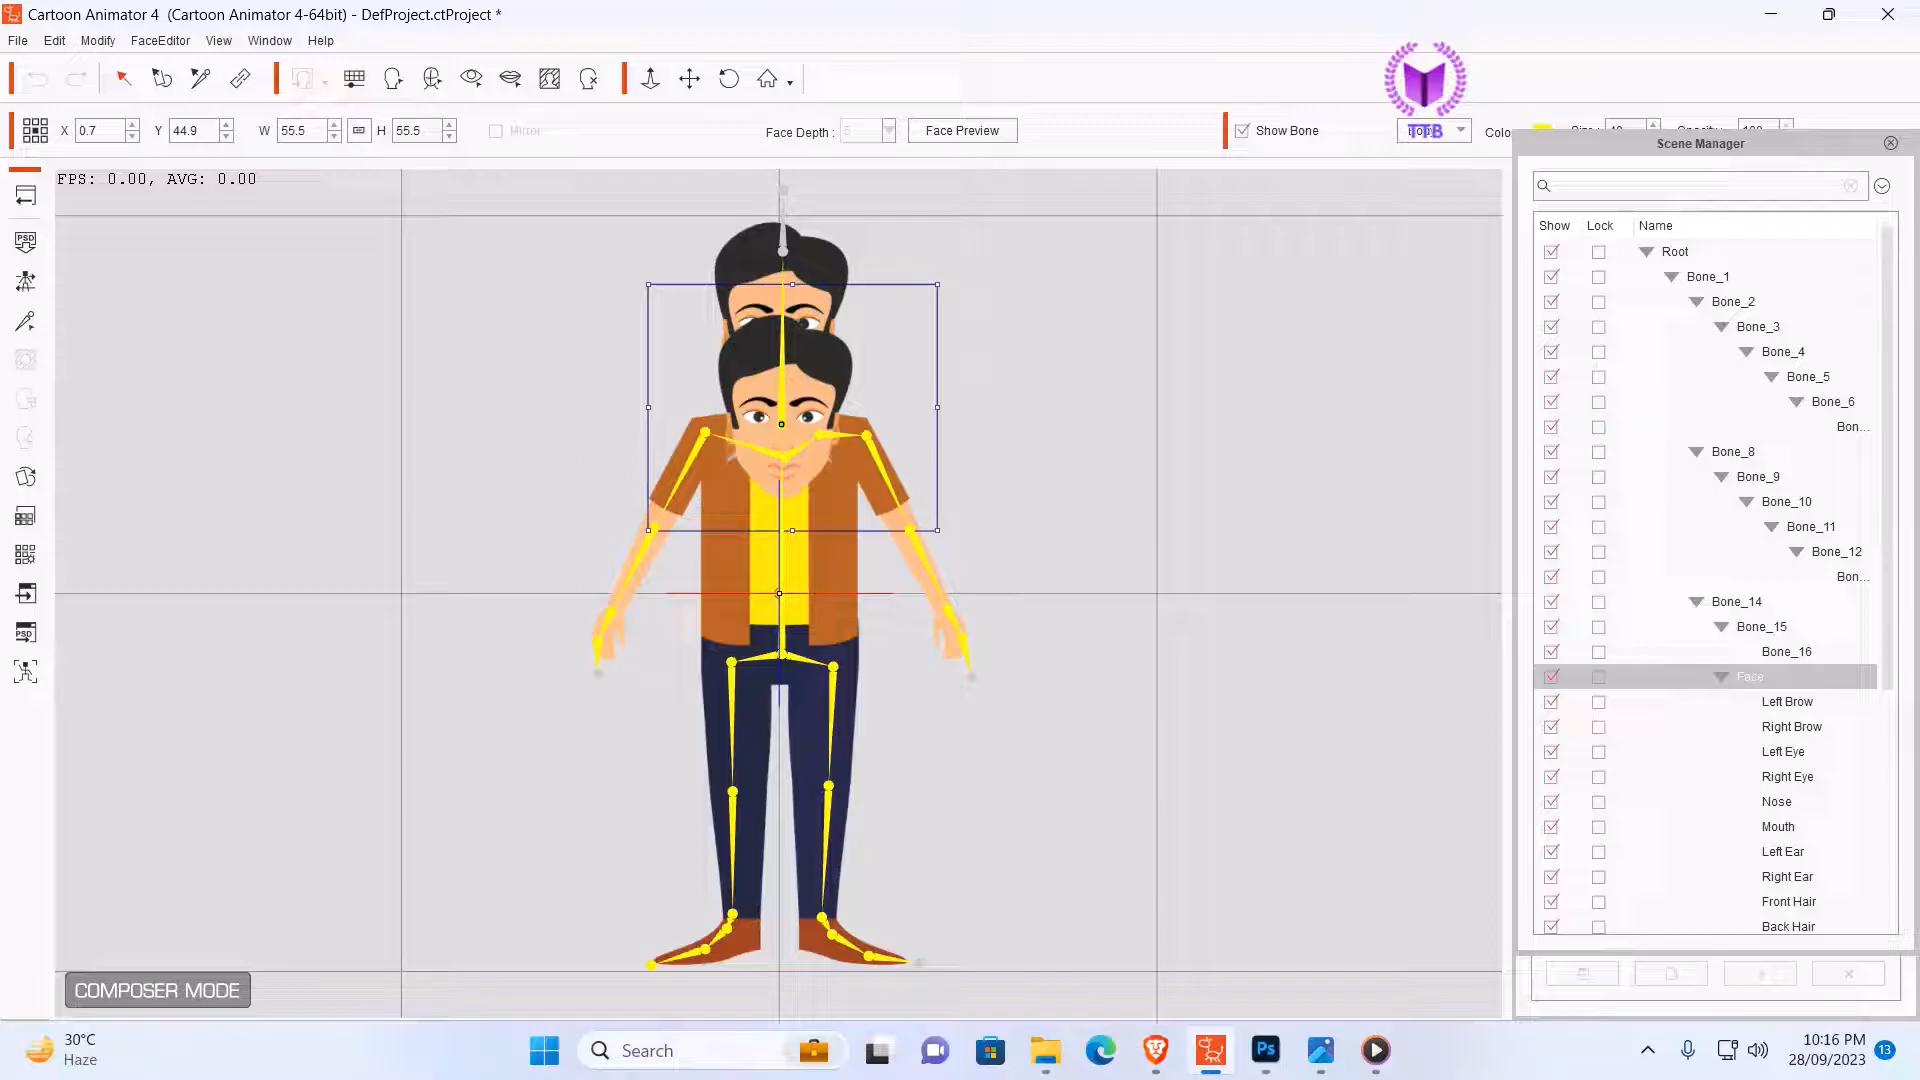 Cartoon Animator 4 (Cartoon Animator 4-64bit) - DefProject.ctProject *
File Edit Modify FaceEditor View Window Help
X 0.7 Y 44.9 W 55.5 H 55.5 Mirror Face Depth : Face Preview Show Bone
TTB
Scene Manager
FPS: 0.00, AVG: 0.00
Show Lock Name
Root
Bone_1
Bone_2
Bone_3
Bone_4
Bone_5
Bone_6
Bon...
Bone_8
Bone_9
Bone_10
Bone_11
Bone_12
Bon...
Bone_14
Bone_15
Bone_16
Face
Left Brow
Right Brow
Left Eye
Right Eye
Nose
Mouth
Left Ear
Right Ear
Front Hair
Back Hair
PSD
PSD
COMPOSER MODE
30°C
Haze
Search
Ps
10:16 PM
28/09/2023
13